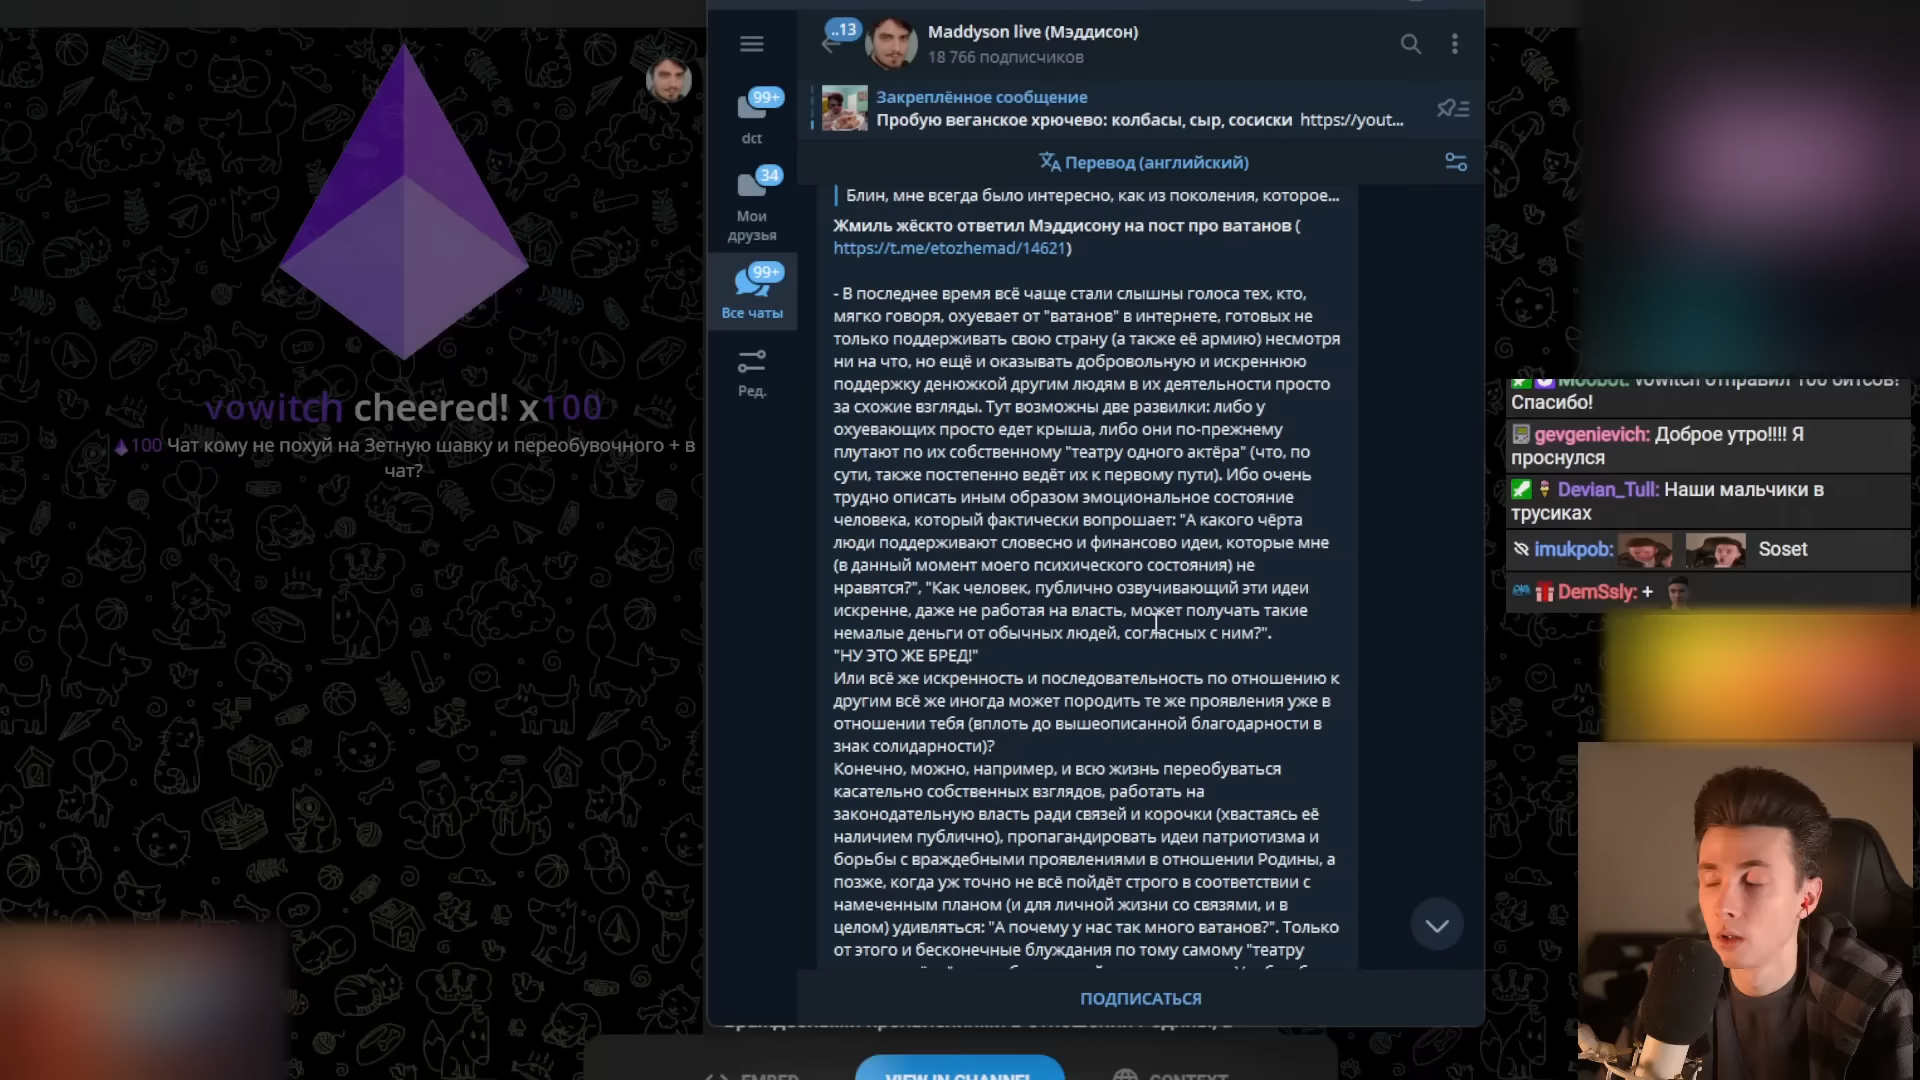 ..13
Maddyson live (Мэддисон)
18 766 подписчиков
99+
dct
34
Мои
друзья
99+
Все чаты
Ред.
Закреплённое сообщение
Пробую веганское хрючево: колбасы, сыр, сосиски https://yout...
Перевод (английский)
Блин, мне всегда было интересно, как из поколения, которое...
Жмиль жёскто ответил Мэддисону на пост про ватанов (
https://t.me/etozhemad/14621)
- В последнее время всё чаще стали слышны голоса тех, кто,
мягко говоря, охуевает от "ватанов" в интернете, готовых не
только поддерживать свою страну (а также её армию) несмотря
ни на что, но ещё и оказывать добровольную и искреннюю
поддержку денюжкой другим людям в их деятельности просто
за схожие взгляды. Тут возможны две развилки: либо у
охуевающих просто едет крыша, либо они по-прежнему
плутают по их собственному "театру одного актёра" (что, по
сути, также постепенно ведёт их к первому пути). Ибо очень
трудно описать иным образом эмоциональное состояние
человека, который фактически вопрошает: "А какого чёрта
люди поддерживают словесно и финансово идеи, которые мне
(в данный момент моего психического состояния) не
нравятся?", "Как человек, публично озвучивающий эти идеи
искренне, даже не работая на власть, может получать такие
немалые деньги от обычных людей, согласных с ним?".
"НУ ЭТО ЖЕ БРЕД!"
Или всё же искренность и последовательность по отношению к
другим всё же иногда может породить те же проявления уже в
отношении тебя (вплоть до вышеописанной благодарности в
знак солидарности)?
Конечно, можно, например, и всю жизнь переобуваться
касательно собственных взглядов, работать на
законодательную власть ради связей и корочки (хвастаясь её
наличием публично), пропагандировать идеи патриотизма и
борьбы с враждебными проявлениями в отношении Родины, а
позже, когда уж точно не всё пойдёт строго в соответствии с
намеченным планом (и для личной жизни со связями, и в
целом) удивляться: "А почему у нас так много ватанов?". Только
от этого и бесконечные блуждания по тому самому "театру
ПОДПИСАТЬСЯ
EMBED
VIEW IN CHANNEL
CONTEXT
vowitch cheered! x100
100 Чат кому не похуй на Зетную шавку и переобувочного + в
чат?
Moobot: vowitch отправил 100 битсов!
Спасибо!
gevgenievich: Доброе утро!!!! Я
проснулся
Devian_Tull: Наши мальчики в
трусиках
imukpob: Soset
DemSsly: +